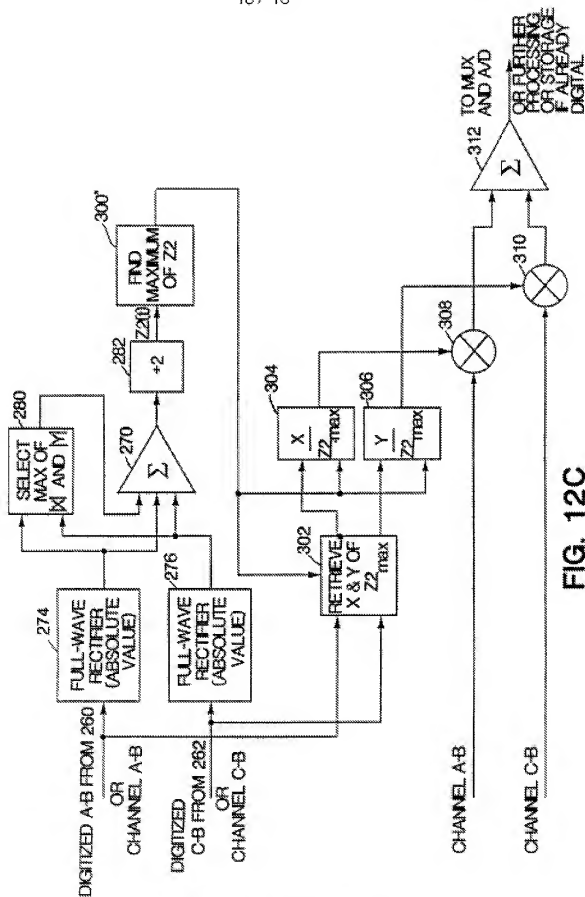 274
FULL-WAVE
RECTIFIER
(ABSOLUTE
VALUE)
276
FULL-WAVE
RECTIFIER
(ABSOLUTE
VALUE)
280
SELECT
MAX OF
|X| AND |Y|
270
Σ
282
+2
Z2(t)
300"
FIND
MAXIMUM
OF Z2
DIGITIZED A-B FROM 260
OR
CHANNEL A-B
DIGITIZED
C-B FROM 262
OR
CHANNEL C-B
302
RETRIEVE
X & Y OF
Z2max
304
X
Z2max
306
Y
Z2max
308
310
312
Σ
TO MUX
AND A/D
OR FURTHER
PROCESSING
OR STORAGE
IF ALREADY
DIGITAL
CHANNEL A-B
CHANNEL C-B
FIG. 12C